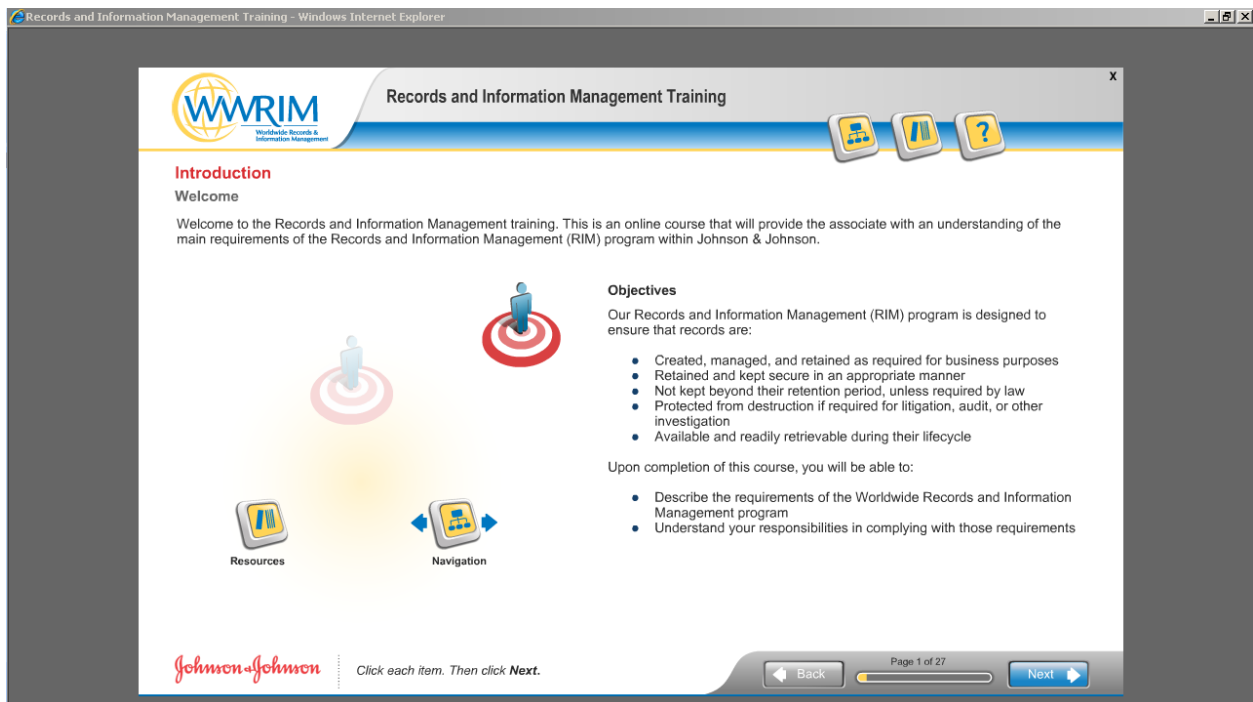 Records and Information Management Training - Windows Internet Explorer
X
WWRIM
Worldwide Records &
Information Management
Records and Information Management Training
?
Introduction
Welcome
Welcome to the Records and Information Management training. This is an online course that will provide the associate with an understanding of the
main requirements of the Records and Information Management (RIM) program within Johnson & Johnson.
Objectives
Our Records and Information Management (RIM) program is designed to
ensure that records are:
• Created, managed, and retained as required for business purposes
• Retained and kept secure in an appropriate manner
• Not kept beyond their retention period, unless required by law
• Protected from destruction if required for litigation, audit, or other
investigation
• Available and readily retrievable during their lifecycle
Upon completion of this course, you will be able to:
• Describe the requirements of the Worldwide Records and Information
Management program
• Understand your responsibilities in complying with those requirements
Resources
Navigation
Johnson & Johnson
Click each item. Then click Next.
Back
Page 1 of 27
Next